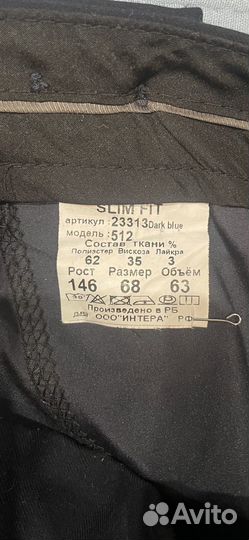 SLIM FIT
артикул : 23313 Dark blue
модель : 512
Состав ткани %
Полиэстер Вискоза Лайкра
62 35 3
Рост Размер Объём
146 68 63
30°
Произведено в РБ
ООО"ИНТЕРА" РФ
Avito